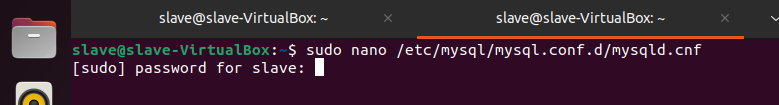 slave@slave-VirtualBox: ~
slave@slave-VirtualBox: ~
slave@slave-VirtualBox:~$ sudo nano /etc/mysql/mysql.conf.d/mysqld.cnf
[sudo] password for slave: